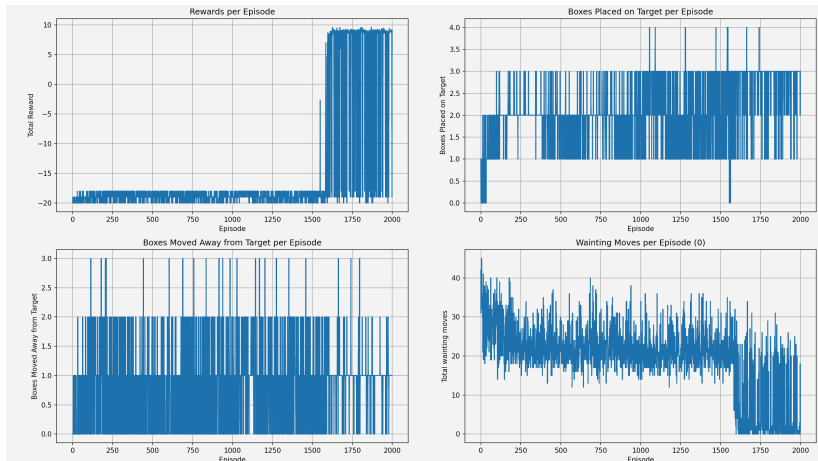 Rewards per Episode
10
5
0
−5
−10
−15
−20
Total Reward
0 250 500 750 1000 1250 1500 1750 2000
Episode
Boxes Placed on Target per Episode
4.0
3.5
3.0
2.5
2.0
1.5
1.0
0.5
0.0
Boxes Placed on Target
0 250 500 750 1000 1250 1500 1750 2000
Episode
Boxes Moved Away from Target per Episode
3.0
2.5
2.0
1.5
1.0
0.5
0.0
Boxes Moved Away from Target
0 250 500 750 1000 1250 1500 1750 2000
Episode
Wainting Moves per Episode (0)
40
30
20
10
0
Total wainting moves
0 250 500 750 1000 1250 1500 1750 2000
Episode